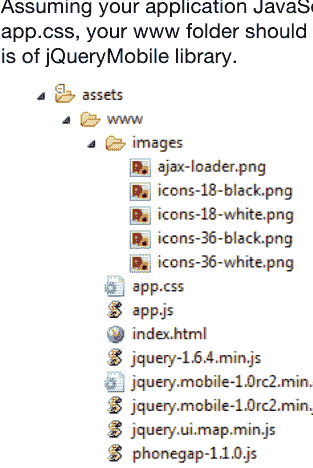 Assuming your application JavaSc
app.css, your www folder should
is of jQueryMobile library.
assets
www
images
ajax-loader.png
icons-18-black.png
icons-18-white.png
icons-36-black.png
icons-36-white.png
app.css
app.js
index.html
jquery-1.6.4.min.js
jquery.mobile-1.0rc2.min.
jquery.mobile-1.0rc2.min.
jquery.ui.map.min.js
phonegap-1.1.0.js